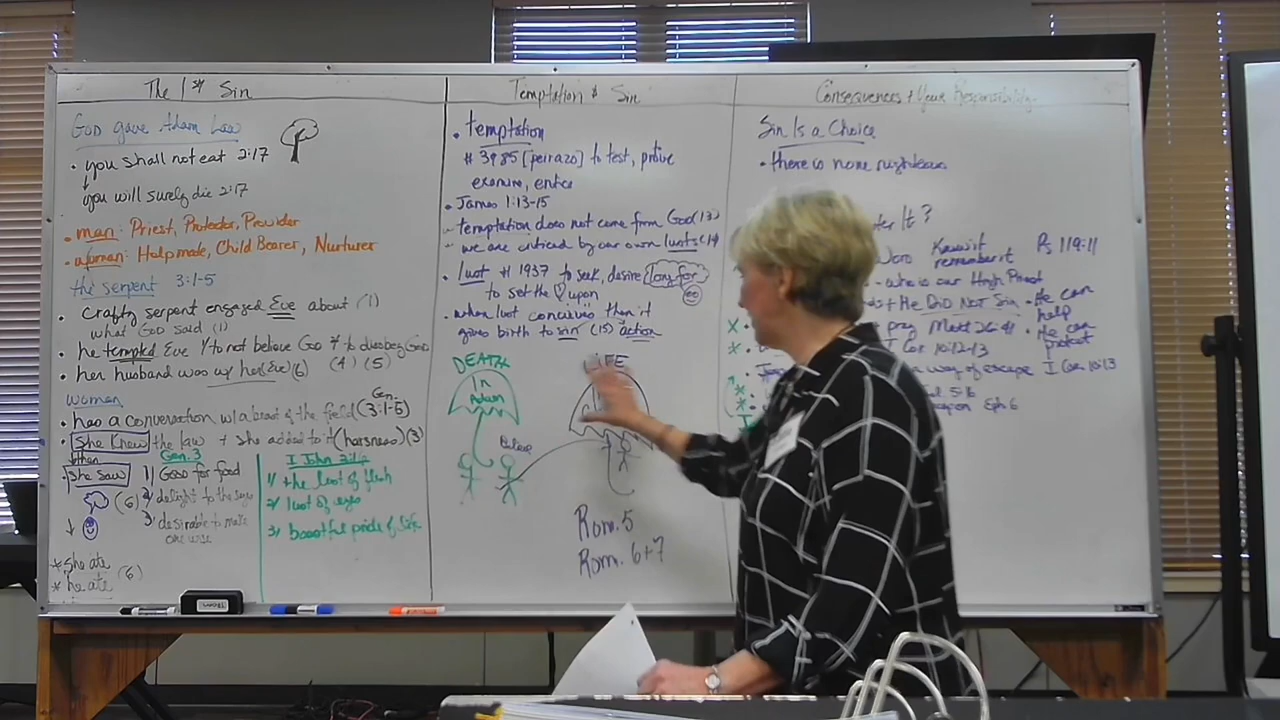 The 1st Sin
God gave Adam Law
• you shall not eat 2:17
you will surely die 2:17
• man: Priest, Protector, Provider
• woman: Helpmate, Child Bearer, Nurturer
the serpent 3:1-5
• crafty serpent engaged Eve about (1)
what God said (1)
• he tempted Eve to not believe God & to disobey God
(4) (5)
• her husband was w/ her (Eve) (6)
woman
• has a conversation w/ a beast of the field (Gen. 3:1-5)
• She Knew the law + she added to it (harsness) (3)
then Gen. 3
• She Saw 1) Good for food
(6) 2) delight to the eyes
3) desirable to make
one wise
* she ate
* he ate (6)
I John 2:16
1) the lust of flesh
2) lust of eyes
3) boastful pride of life
Temptation & Sin
• temptation
# 3985 [peirazo] to test, prove
examine, entice
• James 1:13-15
temptation does not come from God (13)
we are enticed by our own lusts (14
• lust # 1937 to seek, desire long for
to set the ♡ upon
• when lust conceives then it
gives birth to sin (15) action
DEATH
In
Adam
Believe
LIFE
Rom. 5
Rom. 6+7
Consequences + Your Responsibility
Sin Is a Choice
• there is none righteous
It?
Know it
remember it
Ps 119:11
- who is our High Priest
+ He DID NOT Sin • He can
help
• He can
protect
pray Matt 26:41
I Cor 10:12-13
way of escape I Cor 10:13
5:16
Eph 6